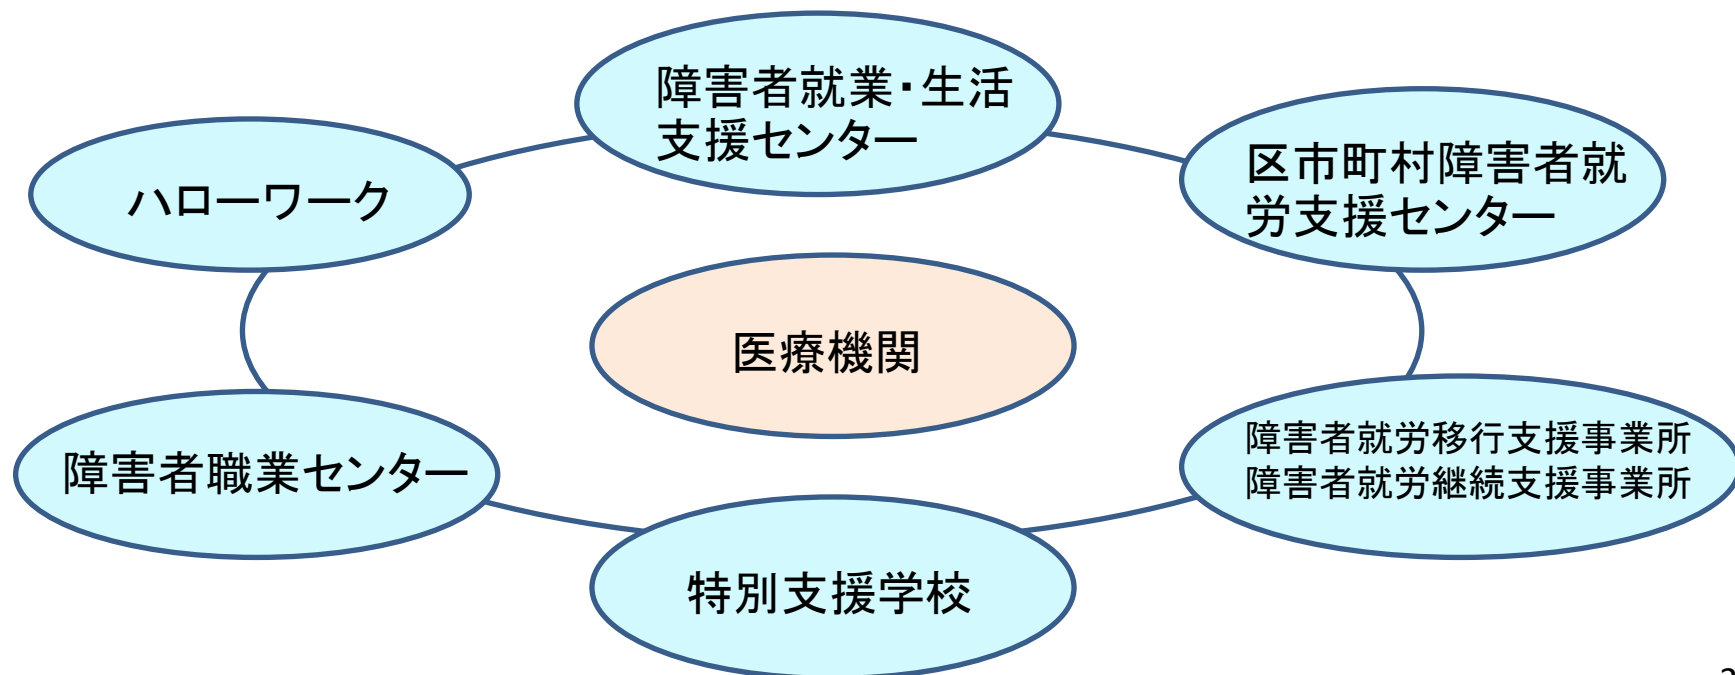 障害者就業・生活
支援センター
ハローワーク
区市町村障害者就
労支援センター
医療機関
障害者職業センター
障害者就労移行支援事業所
障害者就労継続支援事業所
特別支援学校